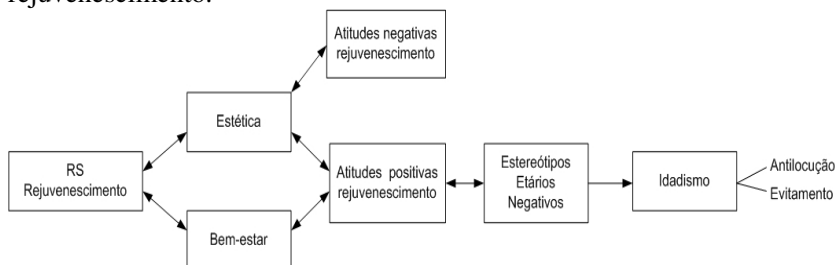 rejuvenescimento.
Atitudes negativas
rejuvenescimento
Estética
RS
Rejuvenescimento
Atitudes positivas
rejuvenescimento
Bem-estar
Estereótipos
Etários
Negativos
Idadismo
Antilocução
Evitamento